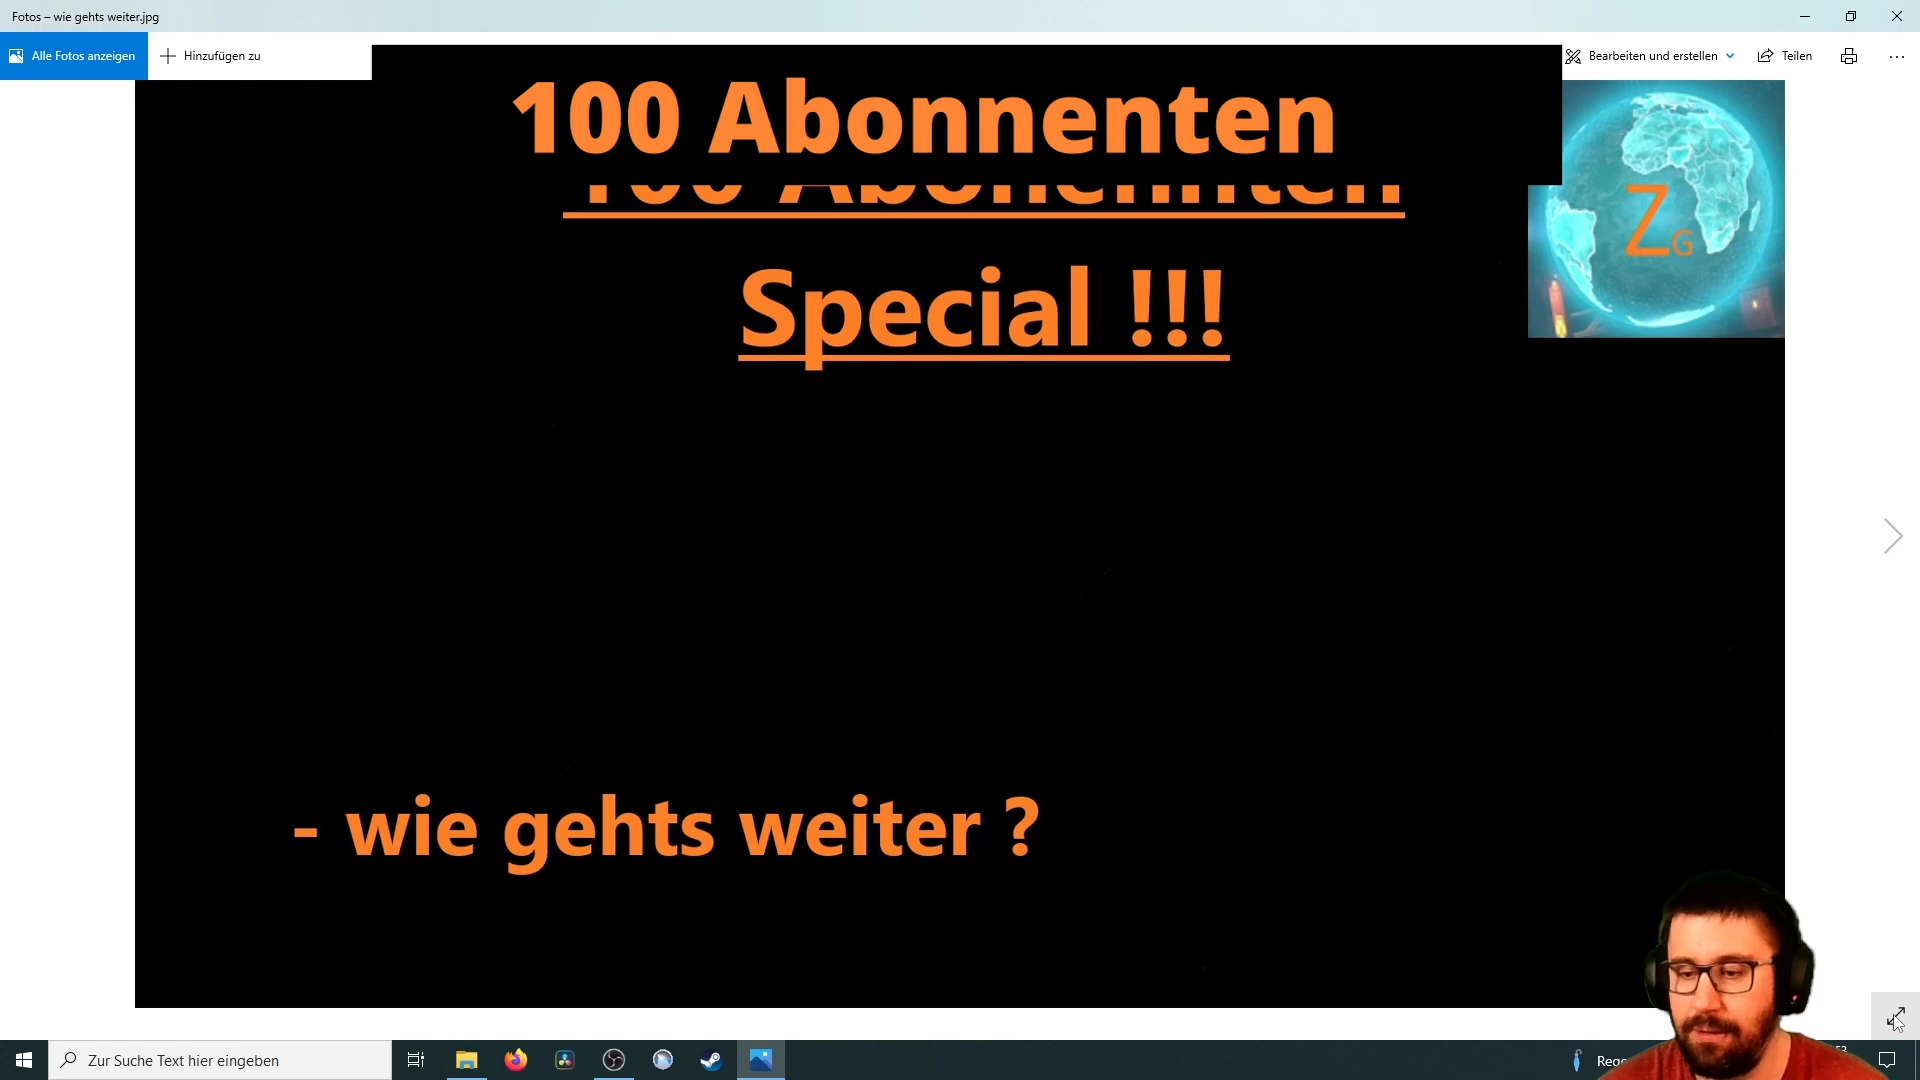 Fotos – wie gehts weiter.jpg
Alle Fotos anzeigen
Hinzufügen zu
Bearbeiten und erstellen
Teilen
100 Abonnenten
Special !!!
ZG
- wie gehts weiter ?
Zur Suche Text hier eingeben